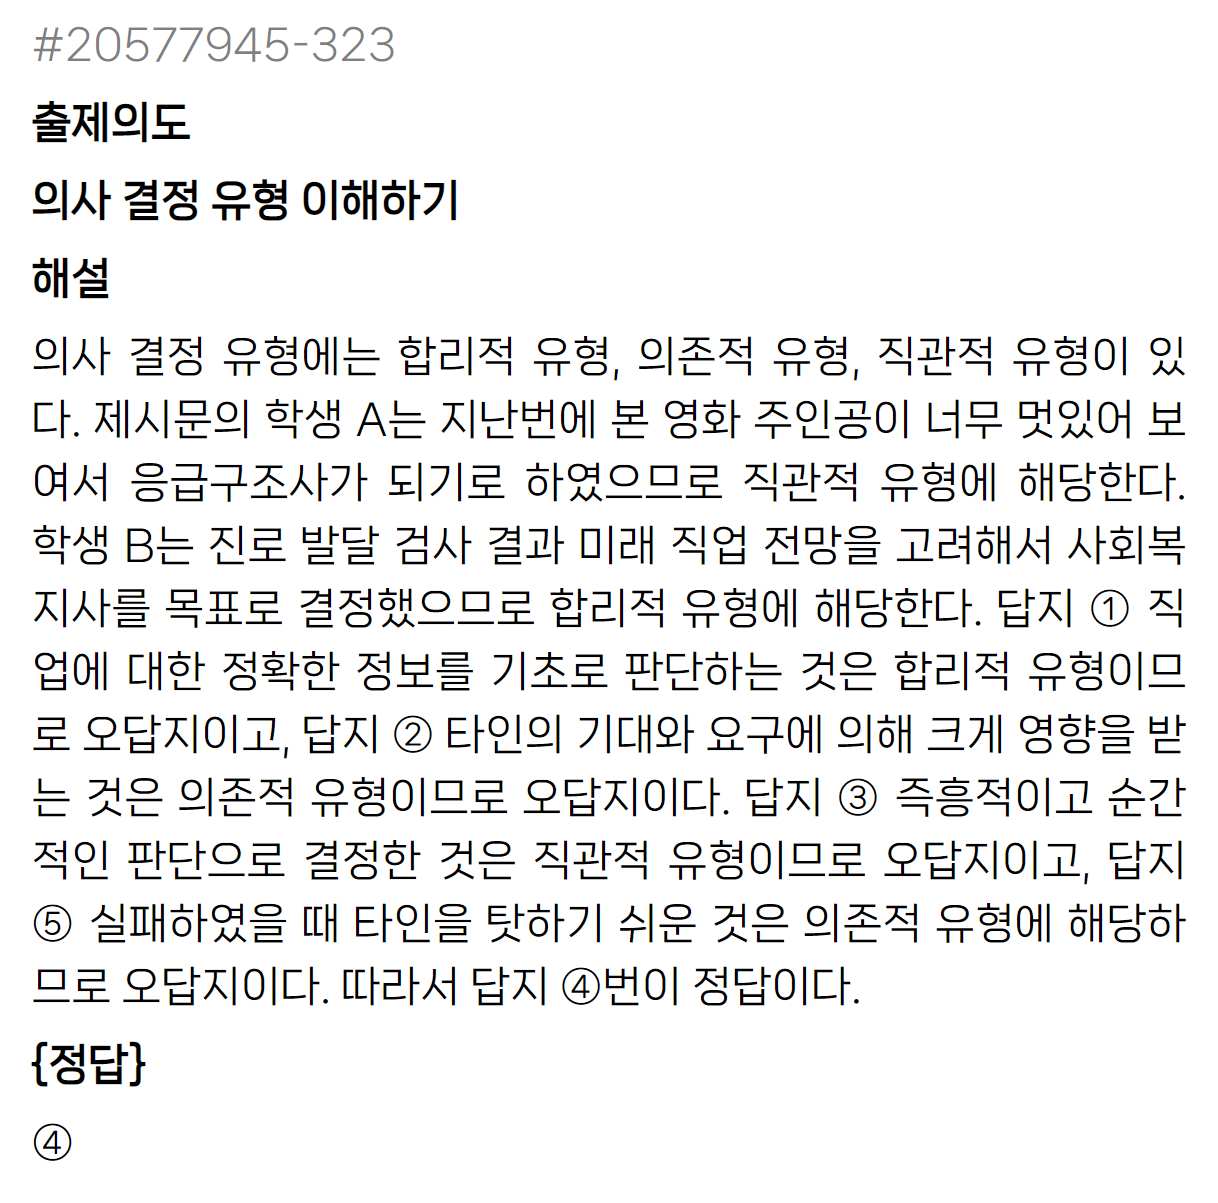 #20577945-323
출제의도
의사 결정 유형 이해하기
해설
의사 결정 유형에는 합리적 유형, 의존적 유형, 직관적 유형이 있
다. 제시문의 학생 A는 지난번에 본 영화 주인공이 너무 멋있어 보
여서 응급구조사가 되기로 하였으므로 직관적 유형에 해당한다.
학생 B는 진로 발달 검사 결과 미래 직업 전망을 고려해서 사회복
지사를 목표로 결정했으므로 합리적 유형에 해당한다. 답지 ① 직
업에 대한 정확한 정보를 기초로 판단하는 것은 합리적 유형이므
로 오답지이고, 답지 ② 타인의 기대와 요구에 의해 크게 영향을 받
는 것은 의존적 유형이므로 오답지이다. 답지 ③ 즉흥적이고 순간
적인 판단으로 결정한 것은 직관적 유형이므로 오답지이고, 답지
⑤ 실패하였을 때 타인을 탓하기 쉬운 것은 의존적 유형에 해당하
므로 오답지이다. 따라서 답지 ④번이 정답이다.
{정답}
④